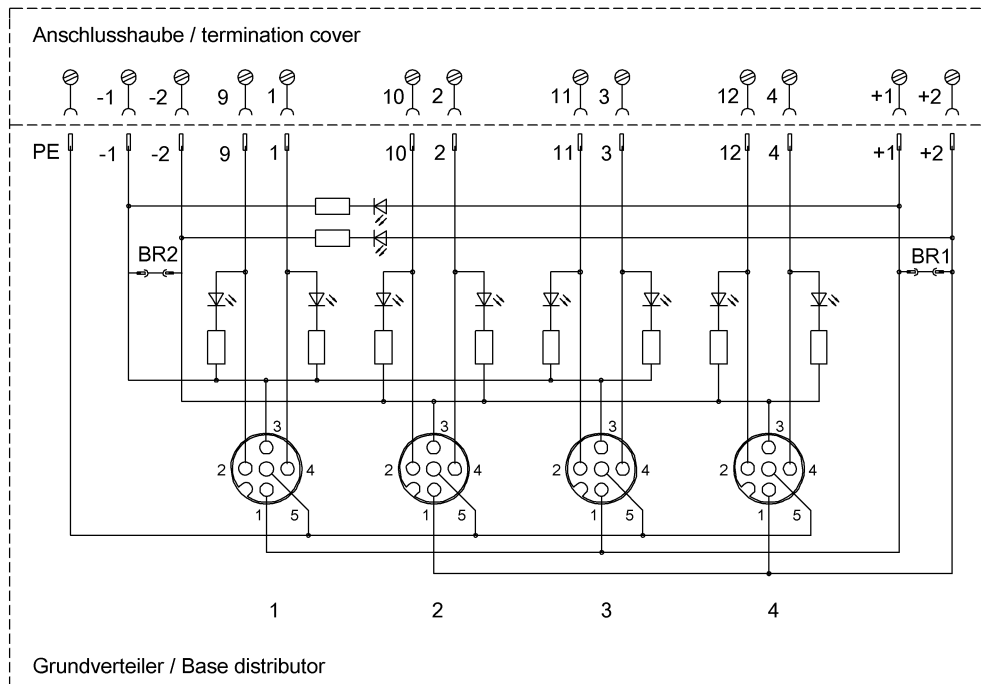 Anschlusshaube / termination cover
-1 -2 9 1 10 2 11 3 12 4 +1 +2
PE -1 -2 9 1 10 2 11 3 12 4 +1 +2
BR2 BR1
3 3 3 3
2 4 2 4 2 4 2 4
1 5 1 5 1 5 1 5
1 2 3 4
Grundverteiler / Base distributor